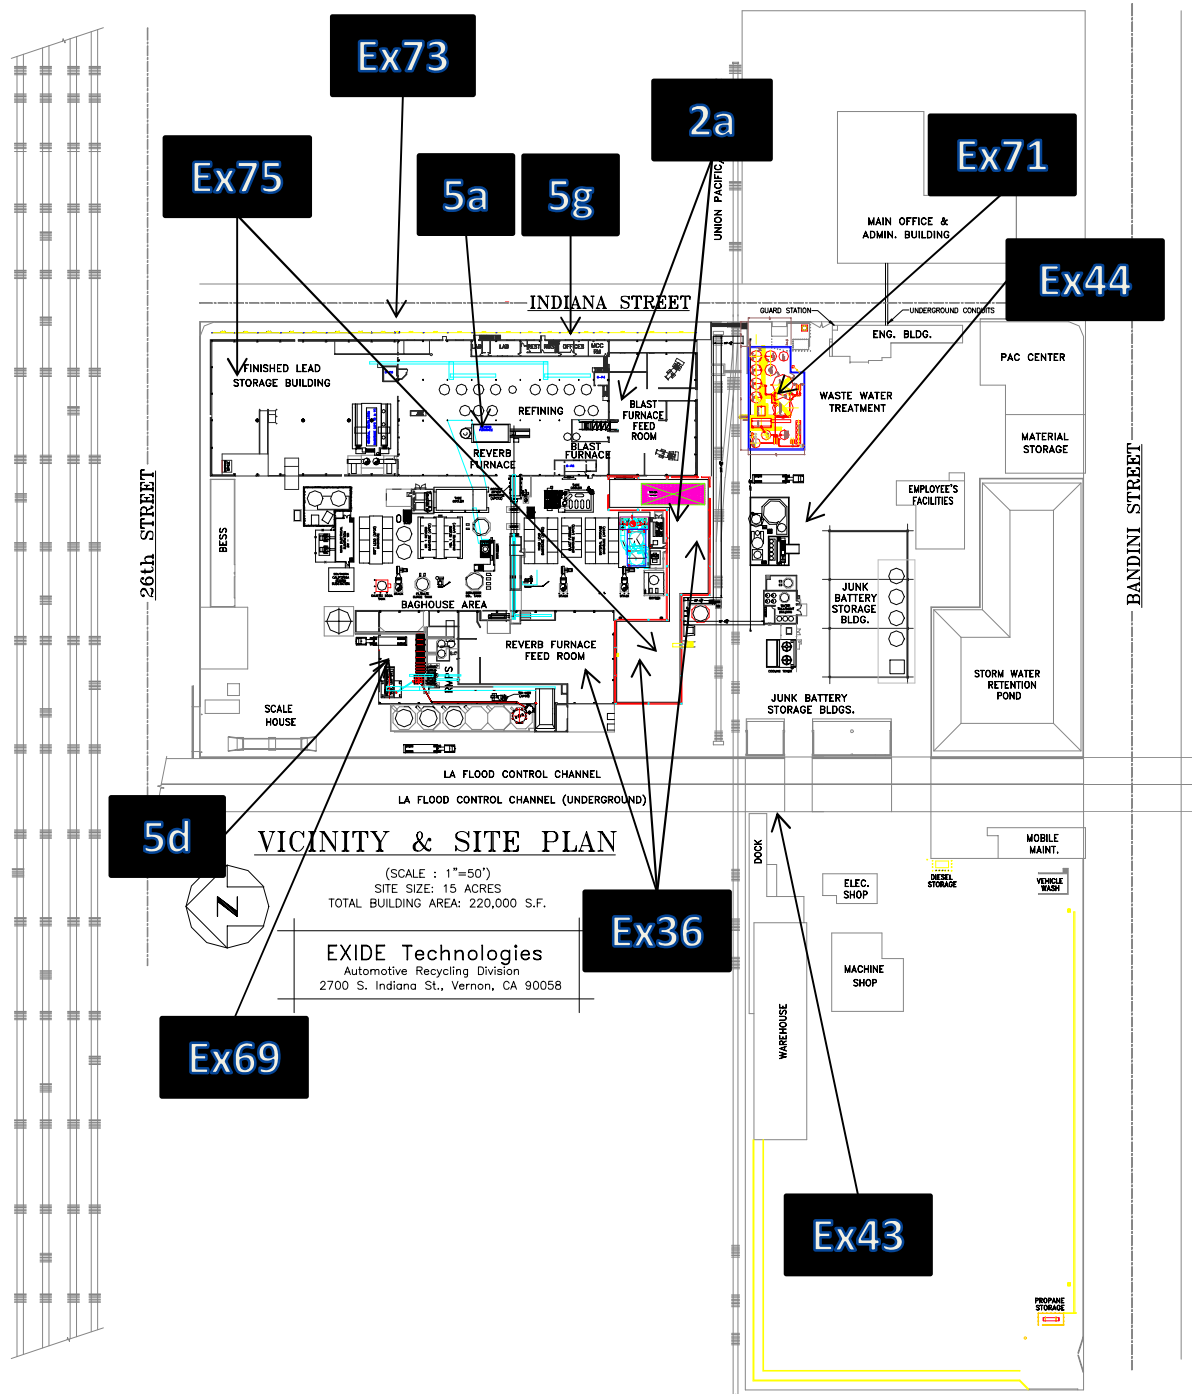 Ex73
2a
Ex71
Ex75
5a
5g
UNION PACIFIC
MAIN OFFICE &
ADMIN. BUILDING
Ex44
INDIANA STREET
GUARD STATION
UNDERGROUND CONDUITS
ENG. BLDG.
LAB
OFFICES
MCC
RM
PAC CENTER
FINISHED LEAD
STORAGE BUILDING
WASTE WATER
TREATMENT
REFINING
BLAST
FURNACE
FEED
ROOM
REVERB
FURNACE
BLAST
FURNACE
MATERIAL
STORAGE
26th STREET
BESS
EMPLOYEE'S
FACILITIES
BANDINI STREET
JUNK
BATTERY
STORAGE
BLDG.
BAGHOUSE AREA
REVERB FURNACE
FEED ROOM
RMPS
STORM WATER
RETENTION
POND
SCALE
HOUSE
JUNK BATTERY
STORAGE BLDGS.
LA FLOOD CONTROL CHANNEL
LA FLOOD CONTROL CHANNEL (UNDERGROUND)
5d
VICINITY & SITE PLAN
(SCALE : 1"=50')
SITE SIZE: 15 ACRES
TOTAL BUILDING AREA: 220,000 S.F.
N
DOCK
MOBILE
MAINT.
DIESEL
STORAGE
VEHICLE
WASH
ELEC.
SHOP
Ex36
EXIDE Technologies
Automotive Recycling Division
2700 S. Indiana St., Vernon, CA 90058
MACHINE
SHOP
WAREHOUSE
Ex69
Ex43
PROPANE
STORAGE